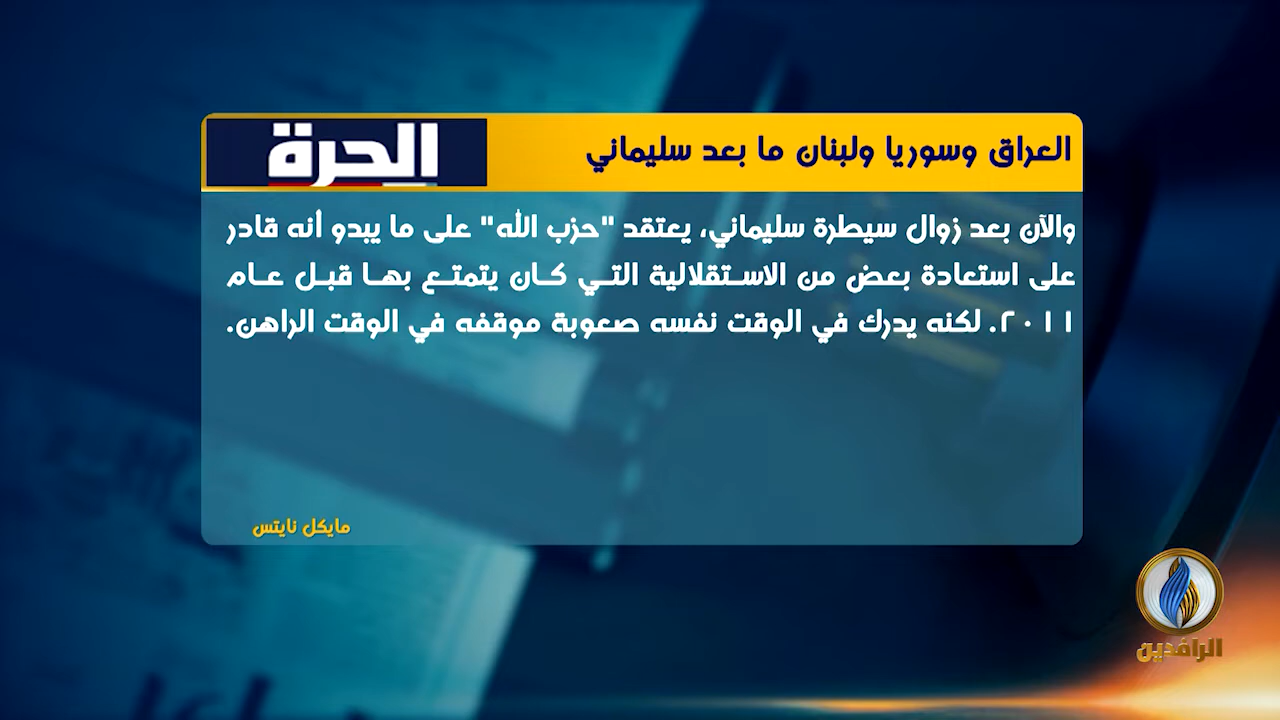 العراق وسوريا ولبنان ما بعد سليماني
الحرة
والآن بعد زوال سيطرة سليماني، يعتقد "حزب الله" على ما يبدو أنه قادر
على استعادة بعض من الاستقلالية التي كان يتمتع بها قبل عام
٢٠١١. لكنه يدرك في الوقت نفسه صعوبة موقفه في الوقت الراهن.
مايكل نايتس
الرافدين